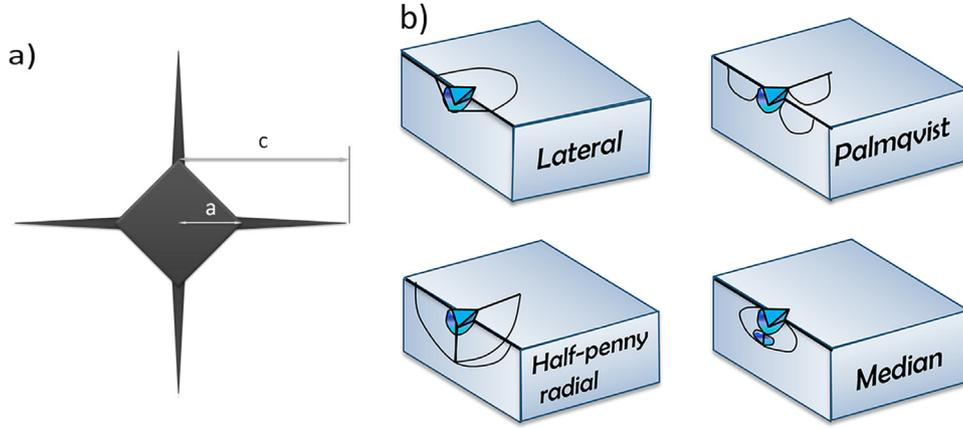 a)
c
a
b)
Lateral
Palmqvist
Half-penny
radial
Median